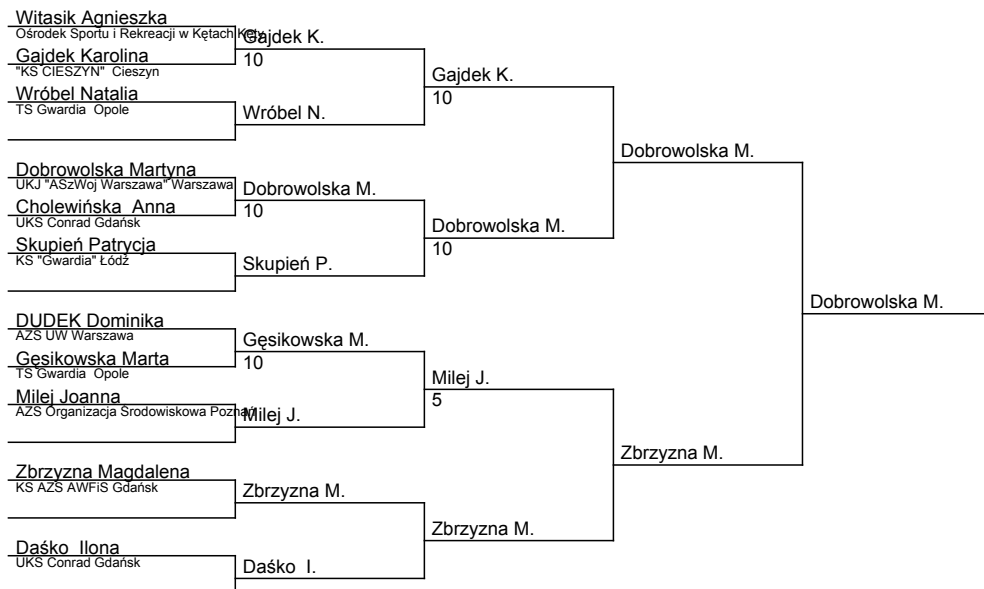 Witasik Agnieszka
Ośrodek Sportu i Rekreacji w Kętach Kęty
Gajdek K.
10
Gajdek Karolina
"KS CIESZYN" Cieszyn
Gajdek K.
10
Wróbel Natalia
TS Gwardia Opole
Wróbel N.
Dobrowolska M.
Dobrowolska Martyna
UKJ "ASzWoj Warszawa" Warszawa
Dobrowolska M.
10
Cholewińska Anna
UKS Conrad Gdańsk
Dobrowolska M.
10
Skupień Patrycja
KS "Gwardia" Łódź
Skupień P.
Dobrowolska M.
DUDEK Dominika
AZS UW Warszawa
Gęsikowska M.
10
Gęsikowska Marta
TS Gwardia Opole
Milej J.
5
Milej Joanna
AZS Organizacja Środowiskowa Poznań
Milej J.
Zbrzyzna M.
Zbrzyzna Magdalena
KS AZS AWFiS Gdańsk
Zbrzyzna M.
Zbrzyzna M.
Daśko Ilona
UKS Conrad Gdańsk
Daśko I.